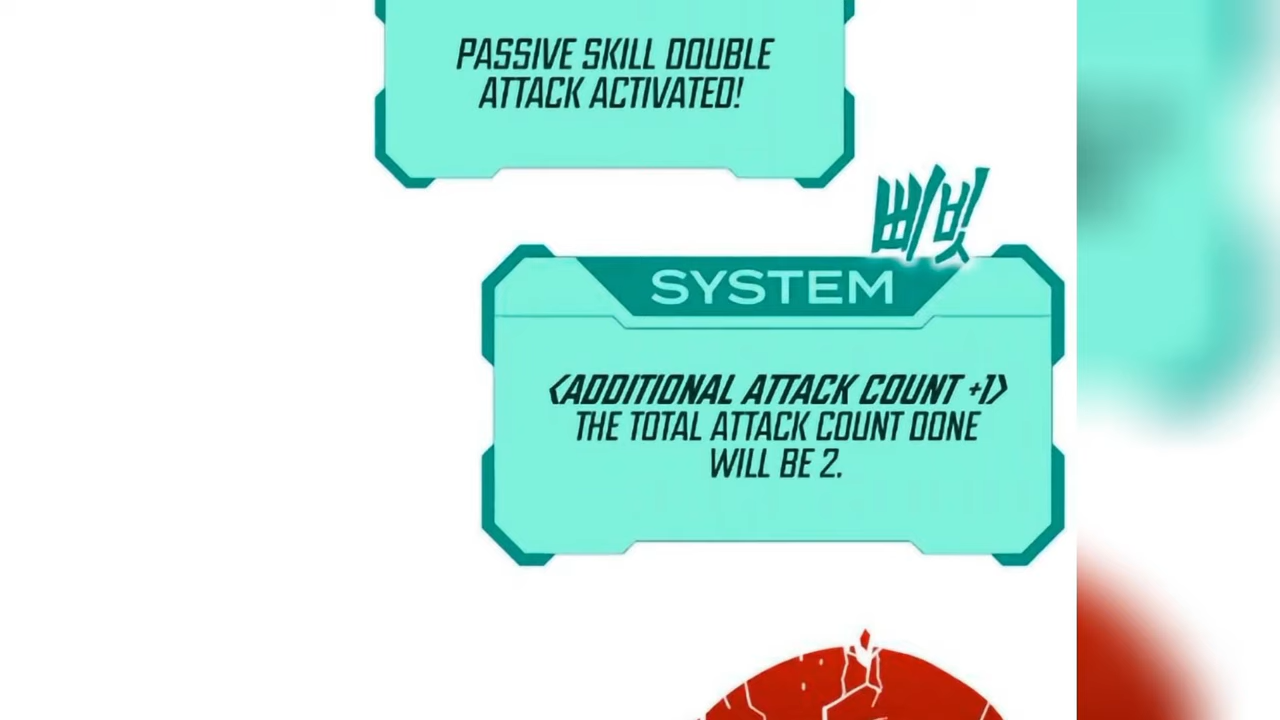 PASSIVE SKILL DOUBLE
ATTACK ACTIVATED!
삐빗
SYSTEM
<ADDITIONAL ATTACK COUNT +1>
THE TOTAL ATTACK COUNT DONE
WILL BE 2.